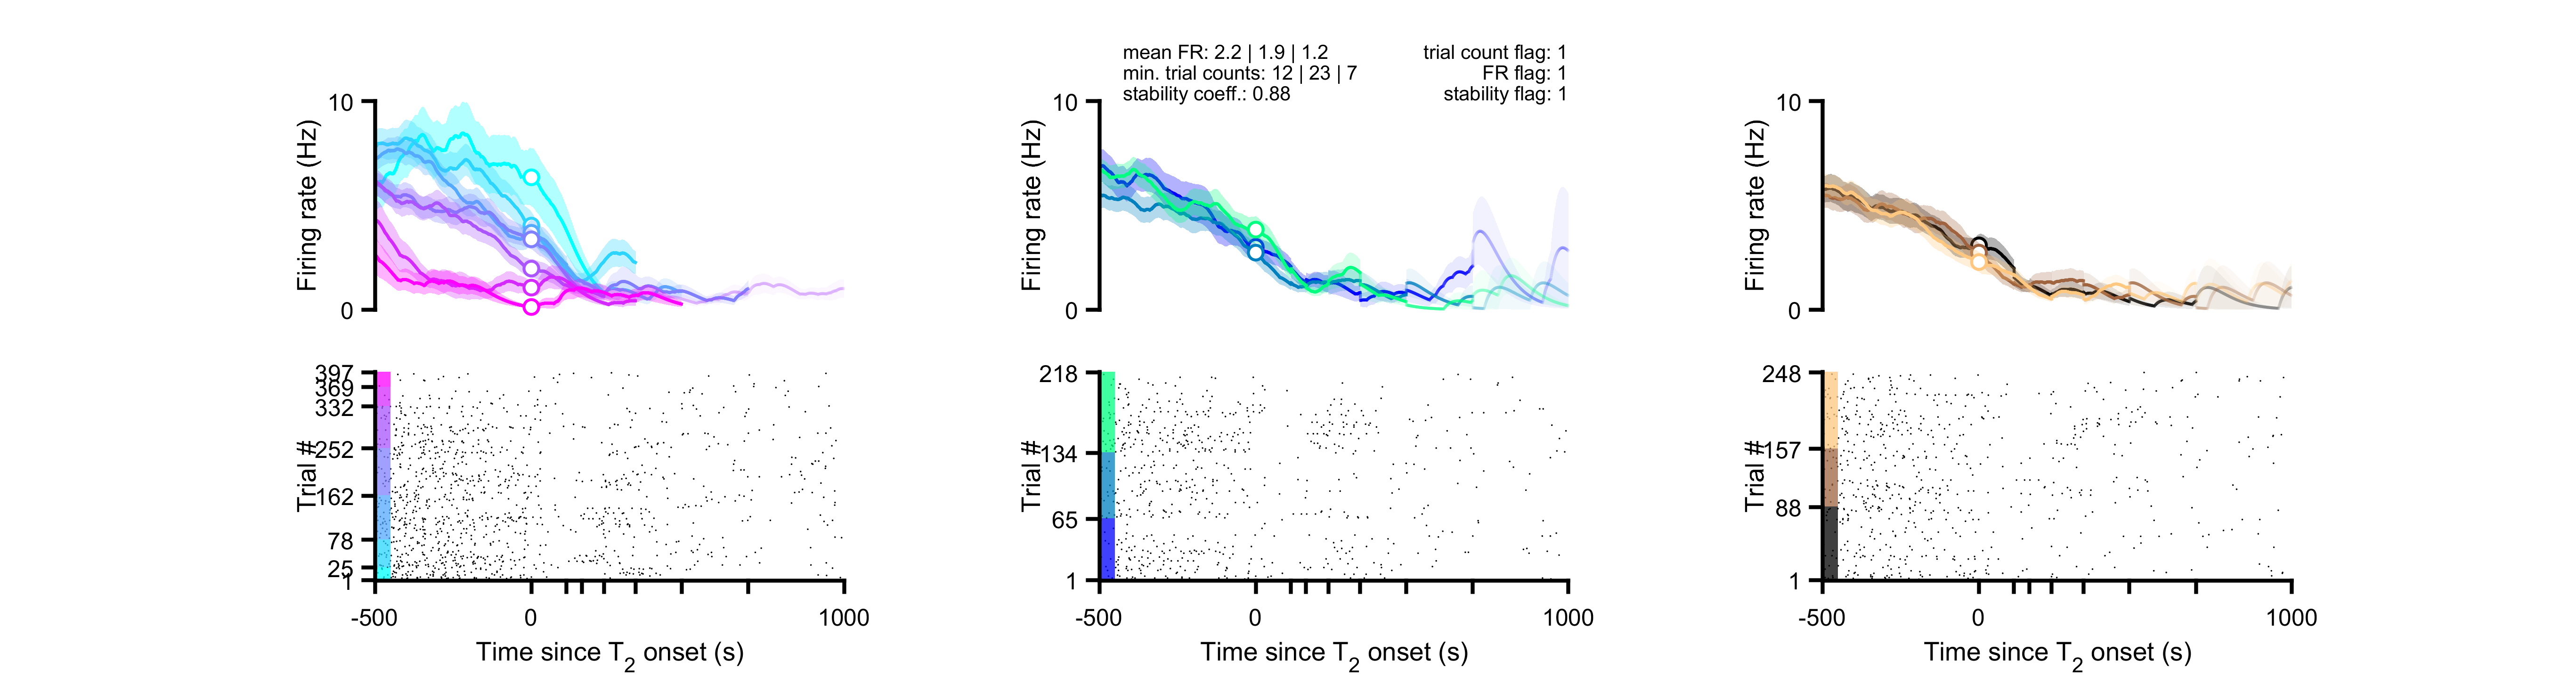 mean FR: 2.2 | 1.9 | 1.2
min. trial counts: 12 | 23 | 7
stability coeff.: 0.88
trial count flag: 1
FR flag: 1
stability flag: 1
10
0
Firing rate (Hz)
397
369
332
252
162
78
25
1
Trial #
-500
0
1000
Time since T2 onset (s)
10
0
Firing rate (Hz)
218
134
65
1
Trial #
-500
0
1000
Time since T2 onset (s)
10
0
Firing rate (Hz)
248
157
88
1
Trial #
-500
0
1000
Time since T2 onset (s)